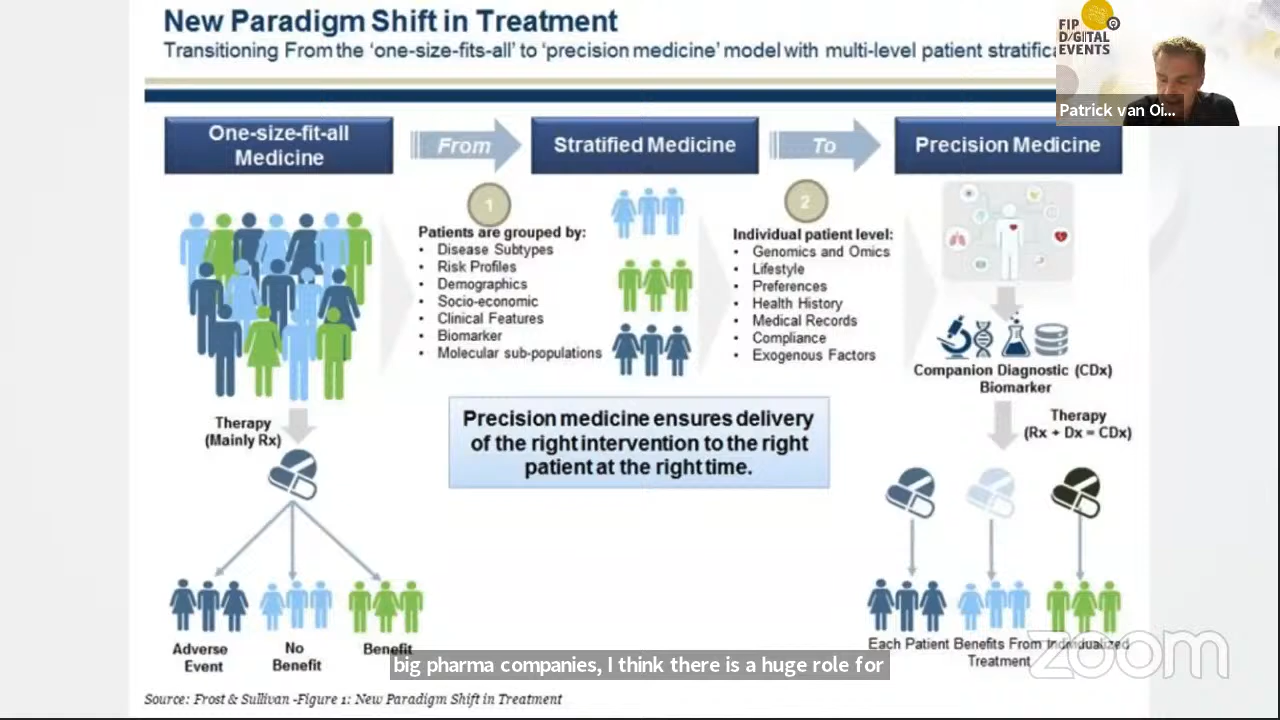 New Paradigm Shift in Treatment
Transitioning From the 'one-size-fits-all' to 'precision medicine' model with multi-level patient
FIP
DIGITAL
EVENTS
Patrick van Oi...
One-size-fit-all
Medicine
From
Stratified Medicine
To
Precision Medicine
1
Patients are grouped by:
• Disease Subtypes
• Risk Profiles
• Demographics
• Socio-economic
• Clinical Features
• Biomarker
• Molecular sub-populations
2
Individual patient level:
• Genomics and Omics
• Lifestyle
• Preferences
• Health History
• Medical Records
• Compliance
• Exogenous Factors
Companion Diagnostic (CDx)
Biomarker
Therapy
(Mainly Rx)
Precision medicine ensures delivery
of the right intervention to the right
patient at the right time.
Therapy
(Rx + Dx = CDx)
Adverse
Event
No
Benefit
Benefit
Each Patient Benefits From Individualized
Treatment
zoom
big pharma companies, I think there is a huge role for
Source: Frost & Sullivan -Figure 1: New Paradigm Shift in Treatment